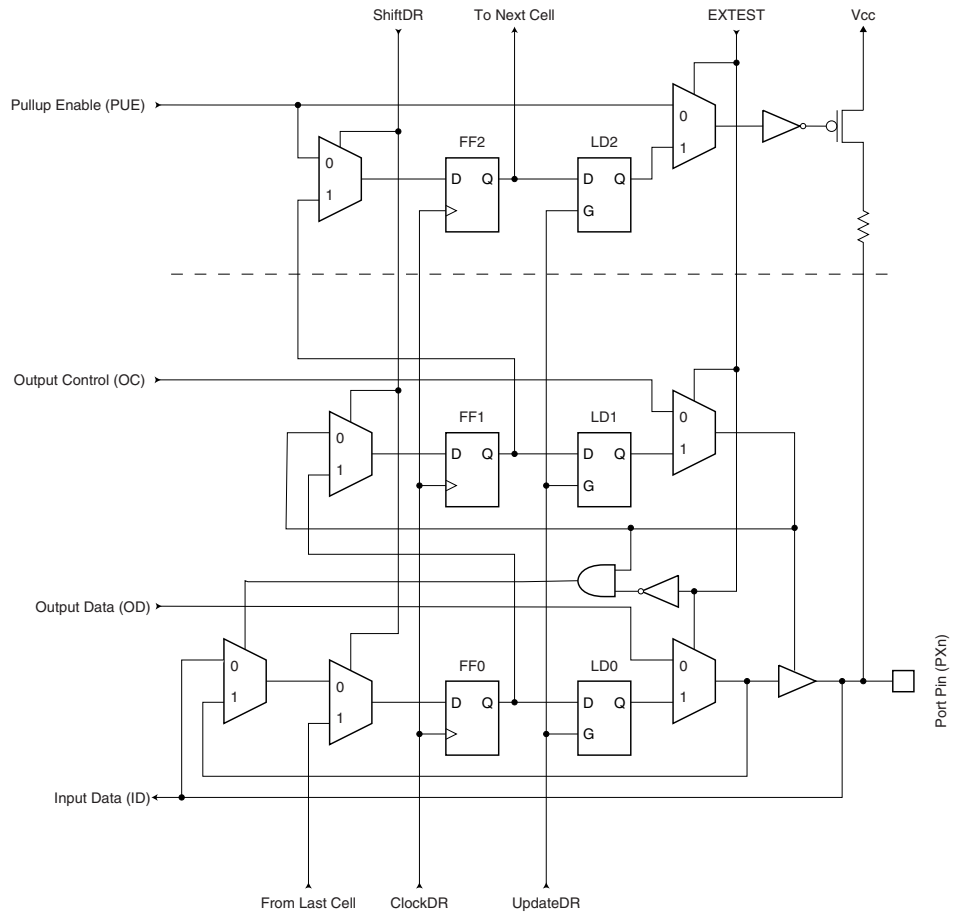 ShiftDR
To Next Cell
EXTEST
Vcc
Pullup Enable (PUE)
0
1
FF2
D Q
LD2
D Q
G
0
1
Output Control (OC)
0
1
FF1
D Q
LD1
D Q
G
0
1
Output Data (OD)
0
1
0
1
FF0
D Q
LD0
D Q
G
0
1
Port Pin (PXn)
Input Data (ID)
From Last Cell
ClockDR
UpdateDR